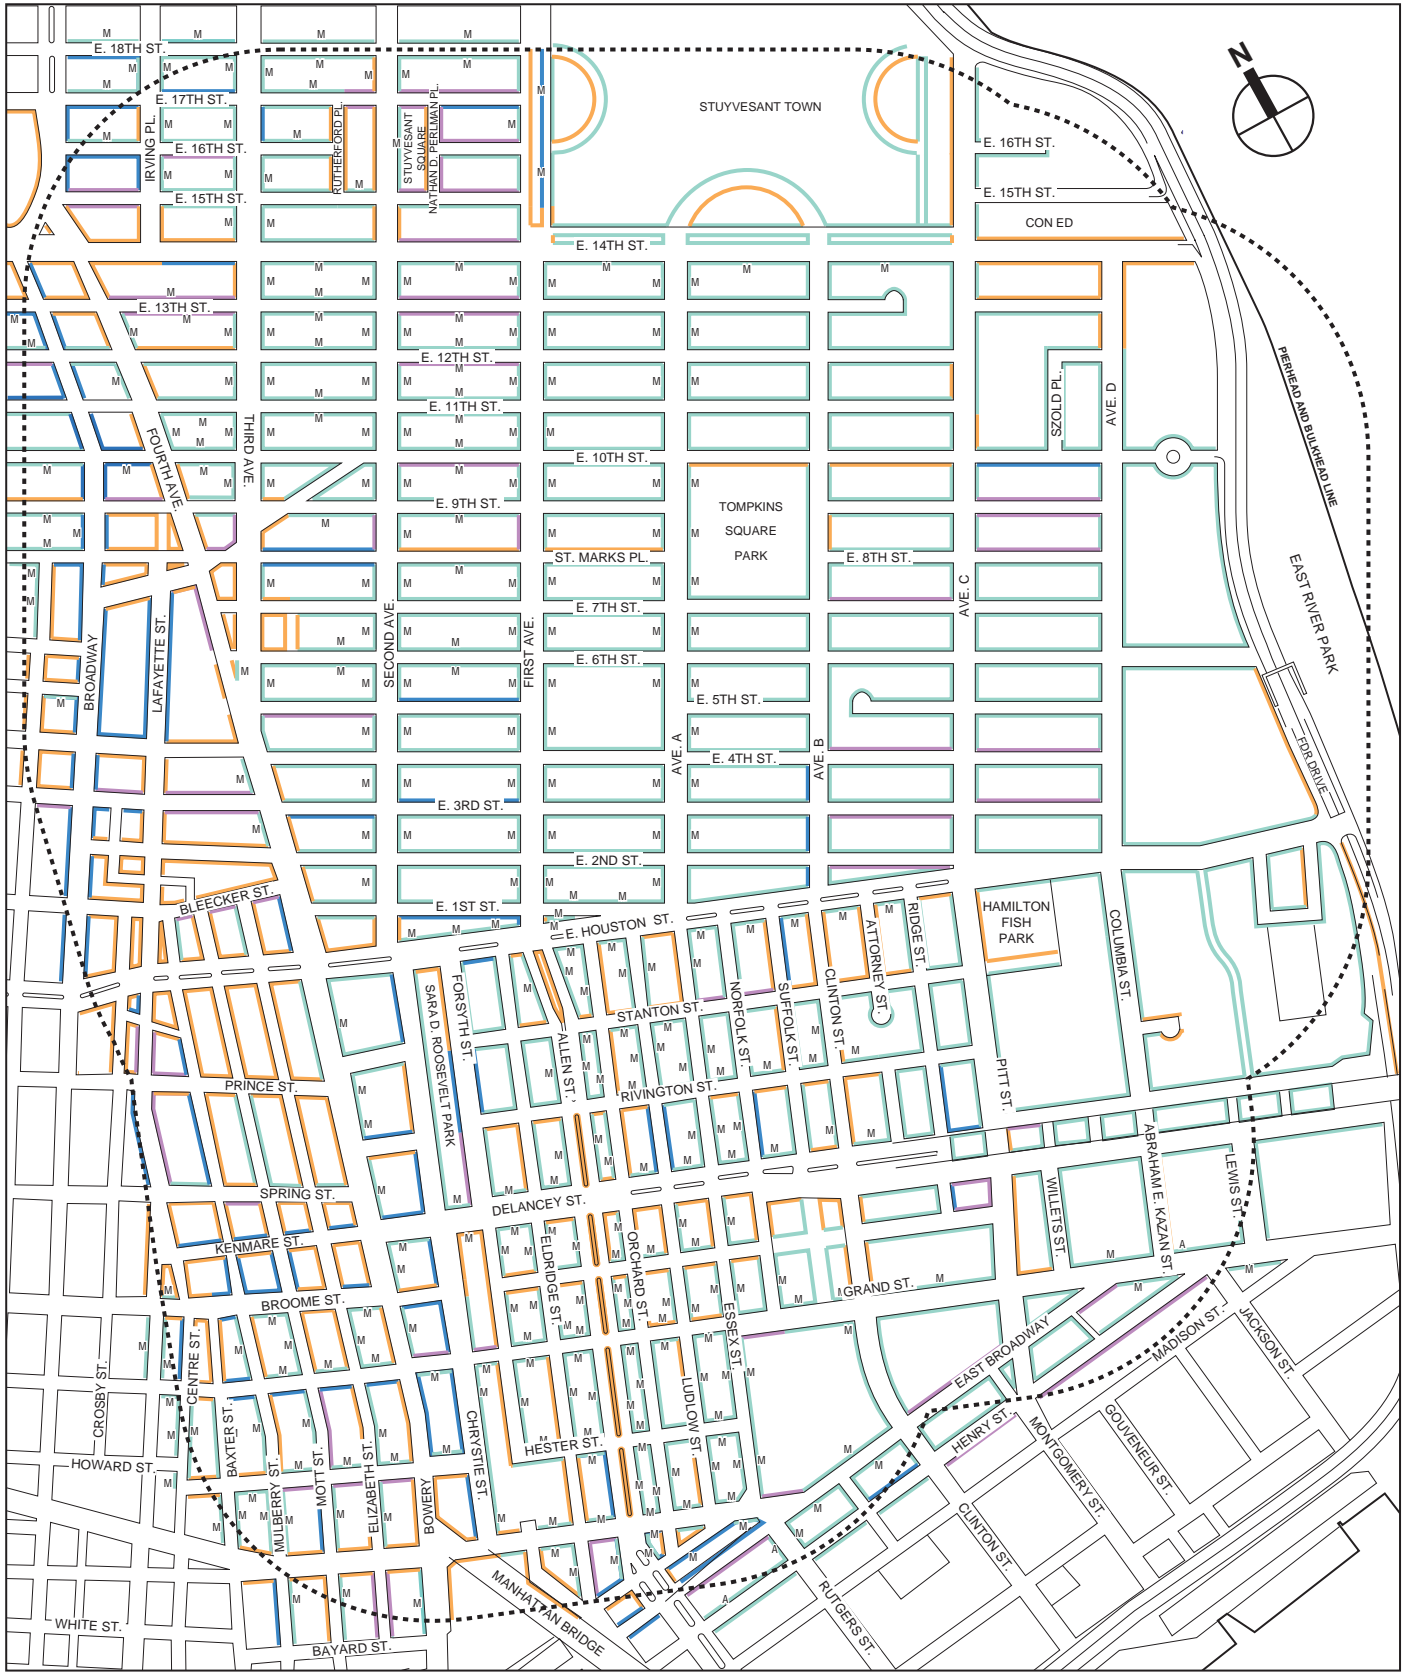 N
E. 18TH ST.
STUYVESANT TOWN
E. 17TH ST.
IRVING PL.
RUTHERFORD PL.
STUYVESANT
SQUARE
NATHAN D. PERLMAN PL.
E. 16TH ST.
E. 16TH ST.
E. 15TH ST.
E. 15TH ST.
CON ED
E. 14TH ST.
E. 13TH ST.
E. 12TH ST.
E. 11TH ST.
SZOLD PL.
AVE. D
PIERHEAD AND BULKHEAD LINE
FOURTH AVE.
THIRD AVE.
E. 10TH ST.
E. 9TH ST.
TOMPKINS
SQUARE
PARK
ST. MARKS PL.
E. 8TH ST.
AVE. C
EAST RIVER PARK
E. 7TH ST.
BROADWAY
LAFAYETTE ST.
SECOND AVE.
FIRST AVE.
E. 6TH ST.
E. 5TH ST.
AVE. A
AVE. B
E. 4TH ST.
FDR DRIVE
E. 3RD ST.
E. 2ND ST.
BLEECKER ST.
E. 1ST ST.
E. HOUSTON ST.
HAMILTON
FISH
PARK
RIDGE ST.
ATTORNEY ST.
COLUMBIA ST.
SARA D. ROOSEVELT PARK
FORSYTH ST.
STANTON ST.
NORFOLK ST.
SUFFOLK ST.
CLINTON ST.
ALLEN ST.
PRINCE ST.
RIVINGTON ST.
PITT ST.
SPRING ST.
DELANCEY ST.
WILLETS ST.
ABRAHAM E. KAZAN ST.
LEWIS ST.
KENMARE ST.
ELDRIDGE ST.
ORCHARD ST.
BROOME ST.
GRAND ST.
ESSEX ST.
CROSBY ST.
CENTRE ST.
EAST BROADWAY
MADISON ST.
JACKSON ST.
LUDLOW ST.
HOWARD ST.
BAXTER ST.
MULBERRY ST.
MOTT ST.
ELIZABETH ST.
BOWERY
CHRYSTIE ST.
HESTER ST.
HENRY ST.
MONTGOMERY ST.
GOUVENEUR ST.
CLINTON ST.
WHITE ST.
BAYARD ST.
MANHATTAN BRIDGE
RUTGERS ST.